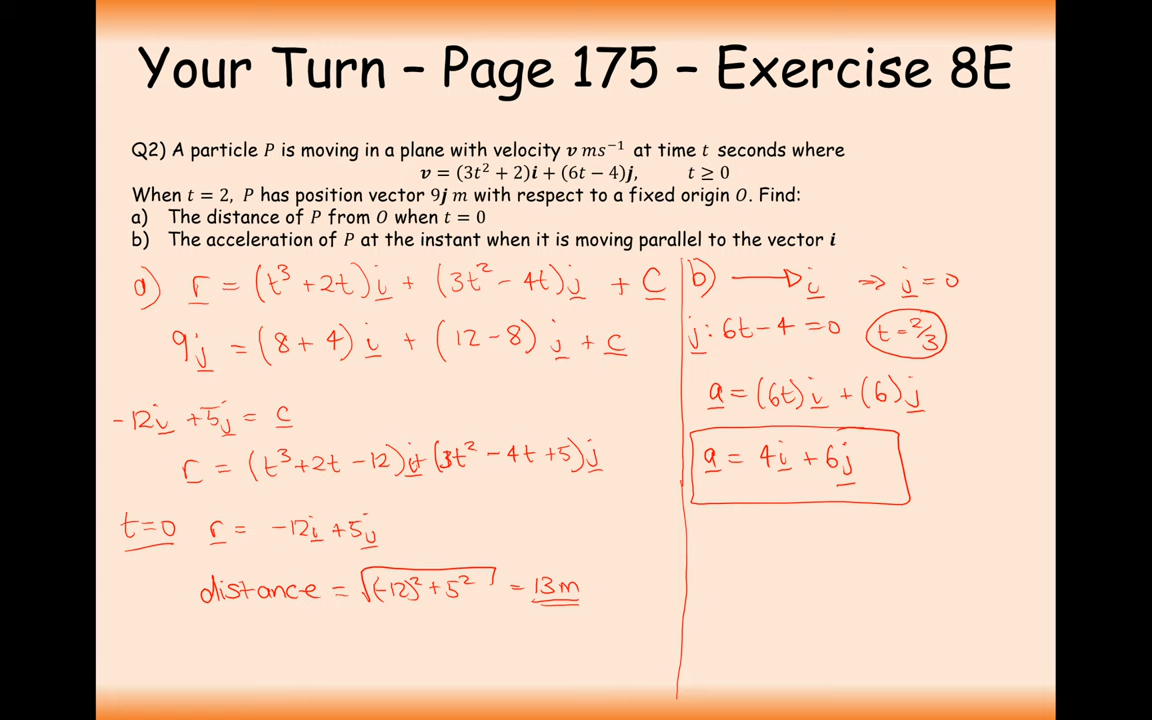 Your Turn – Page 175 – Exercise 8E
Q2) A particle P is moving in a plane with velocity v ms⁻¹ at time t seconds where
v = (3t² + 2)i + (6t − 4)j, t ≥ 0
When t = 2, P has position vector 9j m with respect to a fixed origin O. Find:
a) The distance of P from O when t = 0
b) The acceleration of P at the instant when it is moving parallel to the vector i
a) r = (t³ + 2t)i + (3t² − 4t)j + C
9j = (8 + 4)i + (12 − 8)j + c
−12i + 5j = c
r = (t³ + 2t − 12)i + (3t² − 4t + 5)j
t = 0 r = −12i + 5j
distance = √(−12)² + 5² = 13m
b) → i ⇒ j = 0
j: 6t − 4 = 0 t = 2/3
a = (6t)i + (6)j
a = 4i + 6j